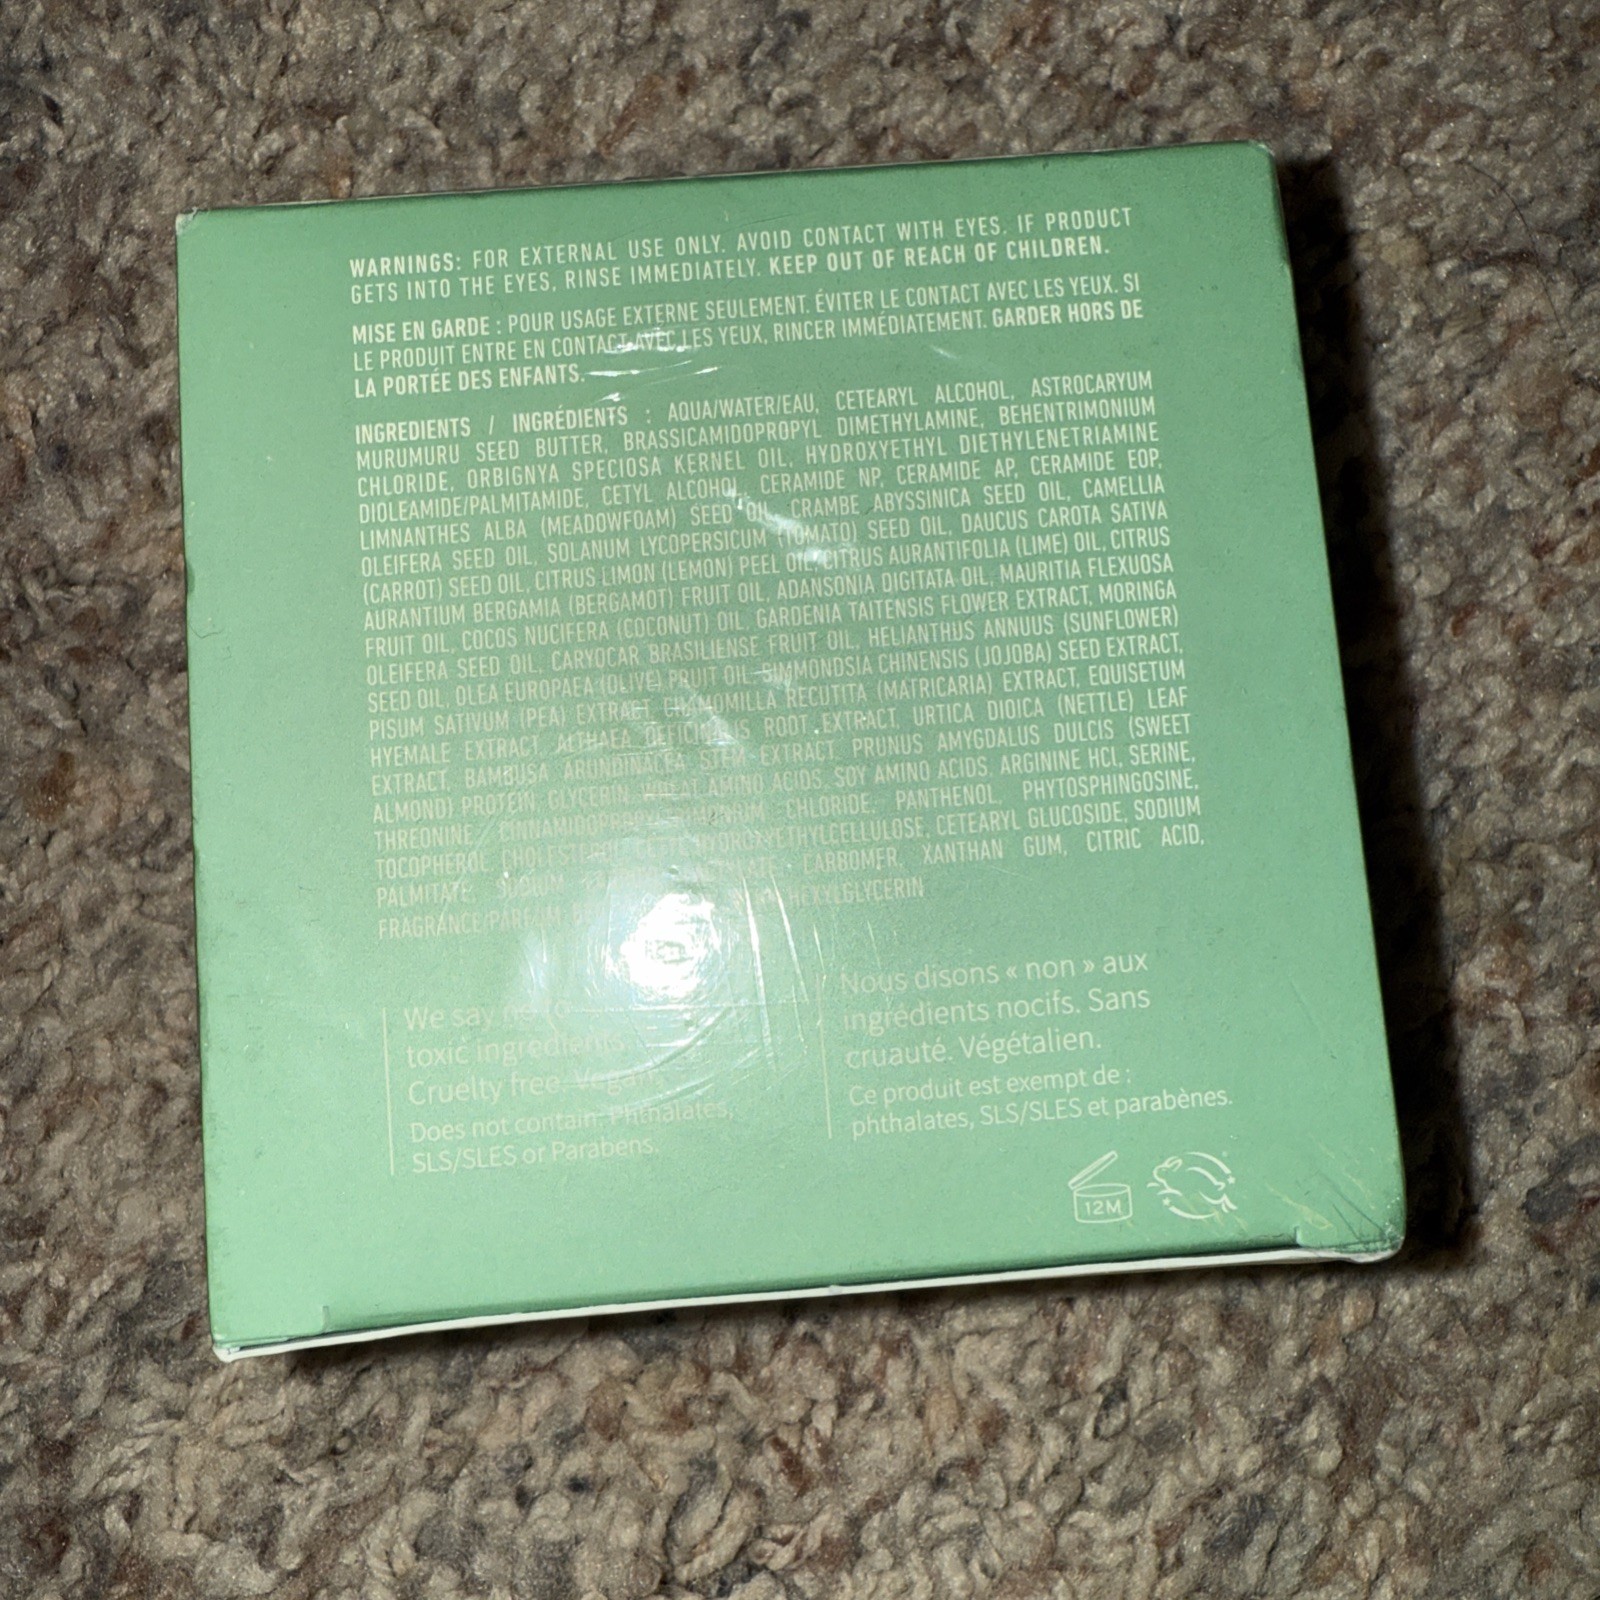 WARNINGS: FOR EXTERNAL USE ONLY. AVOID CONTACT WITH EYES. IF PRODUCT
GETS INTO THE EYES, RINSE IMMEDIATELY. KEEP OUT OF REACH OF CHILDREN.
MISE EN GARDE : POUR USAGE EXTERNE SEULEMENT. ÉVITER LE CONTACT AVEC LES YEUX. SI
LE PRODUIT ENTRE EN CONTACT AVEC LES YEUX, RINCER IMMÉDIATEMENT. GARDER HORS DE
LA PORTÉE DES ENFANTS.
INGREDIENTS / INGRÉDIENTS : AQUA/WATER/EAU, CETEARYL ALCOHOL, ASTROCARYUM
MURUMURU SEED BUTTER, BRASSICAMIDOPROPYL DIMETHYLAMINE, BEHENTRIMONIUM
CHLORIDE, ORBIGNYA SPECIOSA KERNEL OIL, HYDROXYETHYL DIETHYLENETRIAMINE
DIOLEAMIDE/PALMITAMIDE, CETYL ALCOHOL, CERAMIDE NP, CERAMIDE AP, CERAMIDE EOP,
LIMNANTHES ALBA (MEADOWFOAM) SEED OIL, CRAMBE ABYSSINICA SEED OIL, CAMELLIA
OLEIFERA SEED OIL, SOLANUM LYCOPERSICUM (TOMATO) SEED OIL, DAUCUS CAROTA SATIVA
(CARROT) SEED OIL, CITRUS LIMON (LEMON) PEEL OIL, CITRUS AURANTIFOLIA (LIME) OIL, CITRUS
AURANTIUM BERGAMIA (BERGAMOT) FRUIT OIL, ADANSONIA DIGITATA OIL, MAURITIA FLEXUOSA
FRUIT OIL, COCOS NUCIFERA (COCONUT) OIL, GARDENIA TAITENSIS FLOWER EXTRACT, MORINGA
OLEIFERA SEED OIL, CARYOCAR BRASILIENSE FRUIT OIL, HELIANTHUS ANNUUS (SUNFLOWER)
SEED OIL, OLEA EUROPAEA (OLIVE) FRUIT OIL, SIMMONDSIA CHINENSIS (JOJOBA) SEED EXTRACT,
PISUM SATIVUM (PEA) EXTRACT, CHAMOMILLA RECUTITA (MATRICARIA) EXTRACT, EQUISETUM
HYEMALE EXTRACT, ALTHAEA OFFICINALIS ROOT EXTRACT, URTICA DIOICA (NETTLE) LEAF
EXTRACT, BAMBUSA ARUNDINACEA STEM EXTRACT, PRUNUS AMYGDALUS DULCIS (SWEET
ALMOND) PROTEIN, GLYCERIN, WHEAT AMINO ACIDS, SOY AMINO ACIDS, ARGININE HCI, SERINE,
THREONINE, CHLORIDE, PANTHENOL, PHYTOSPHINGOSINE,
TOCOPHEROL, CHOLESTEROL, CETEARYL GLUCOSIDE, SODIUM
PALMITATE, SODIUM CARBOMER, XANTHAN GUM, CITRIC ACID,
FRAGRANCE/PARFUM,
We say
toxic ingredients.
Cruelty free. Vegan.
Does not contain: Phthalates,
SLS/SLES or Parabens.
Nous disons « non » aux
ingrédients nocifs. Sans
cruauté. Végétalien.
Ce produit est exempt de :
phthalates, SLS/SLES et parabènes.
12M